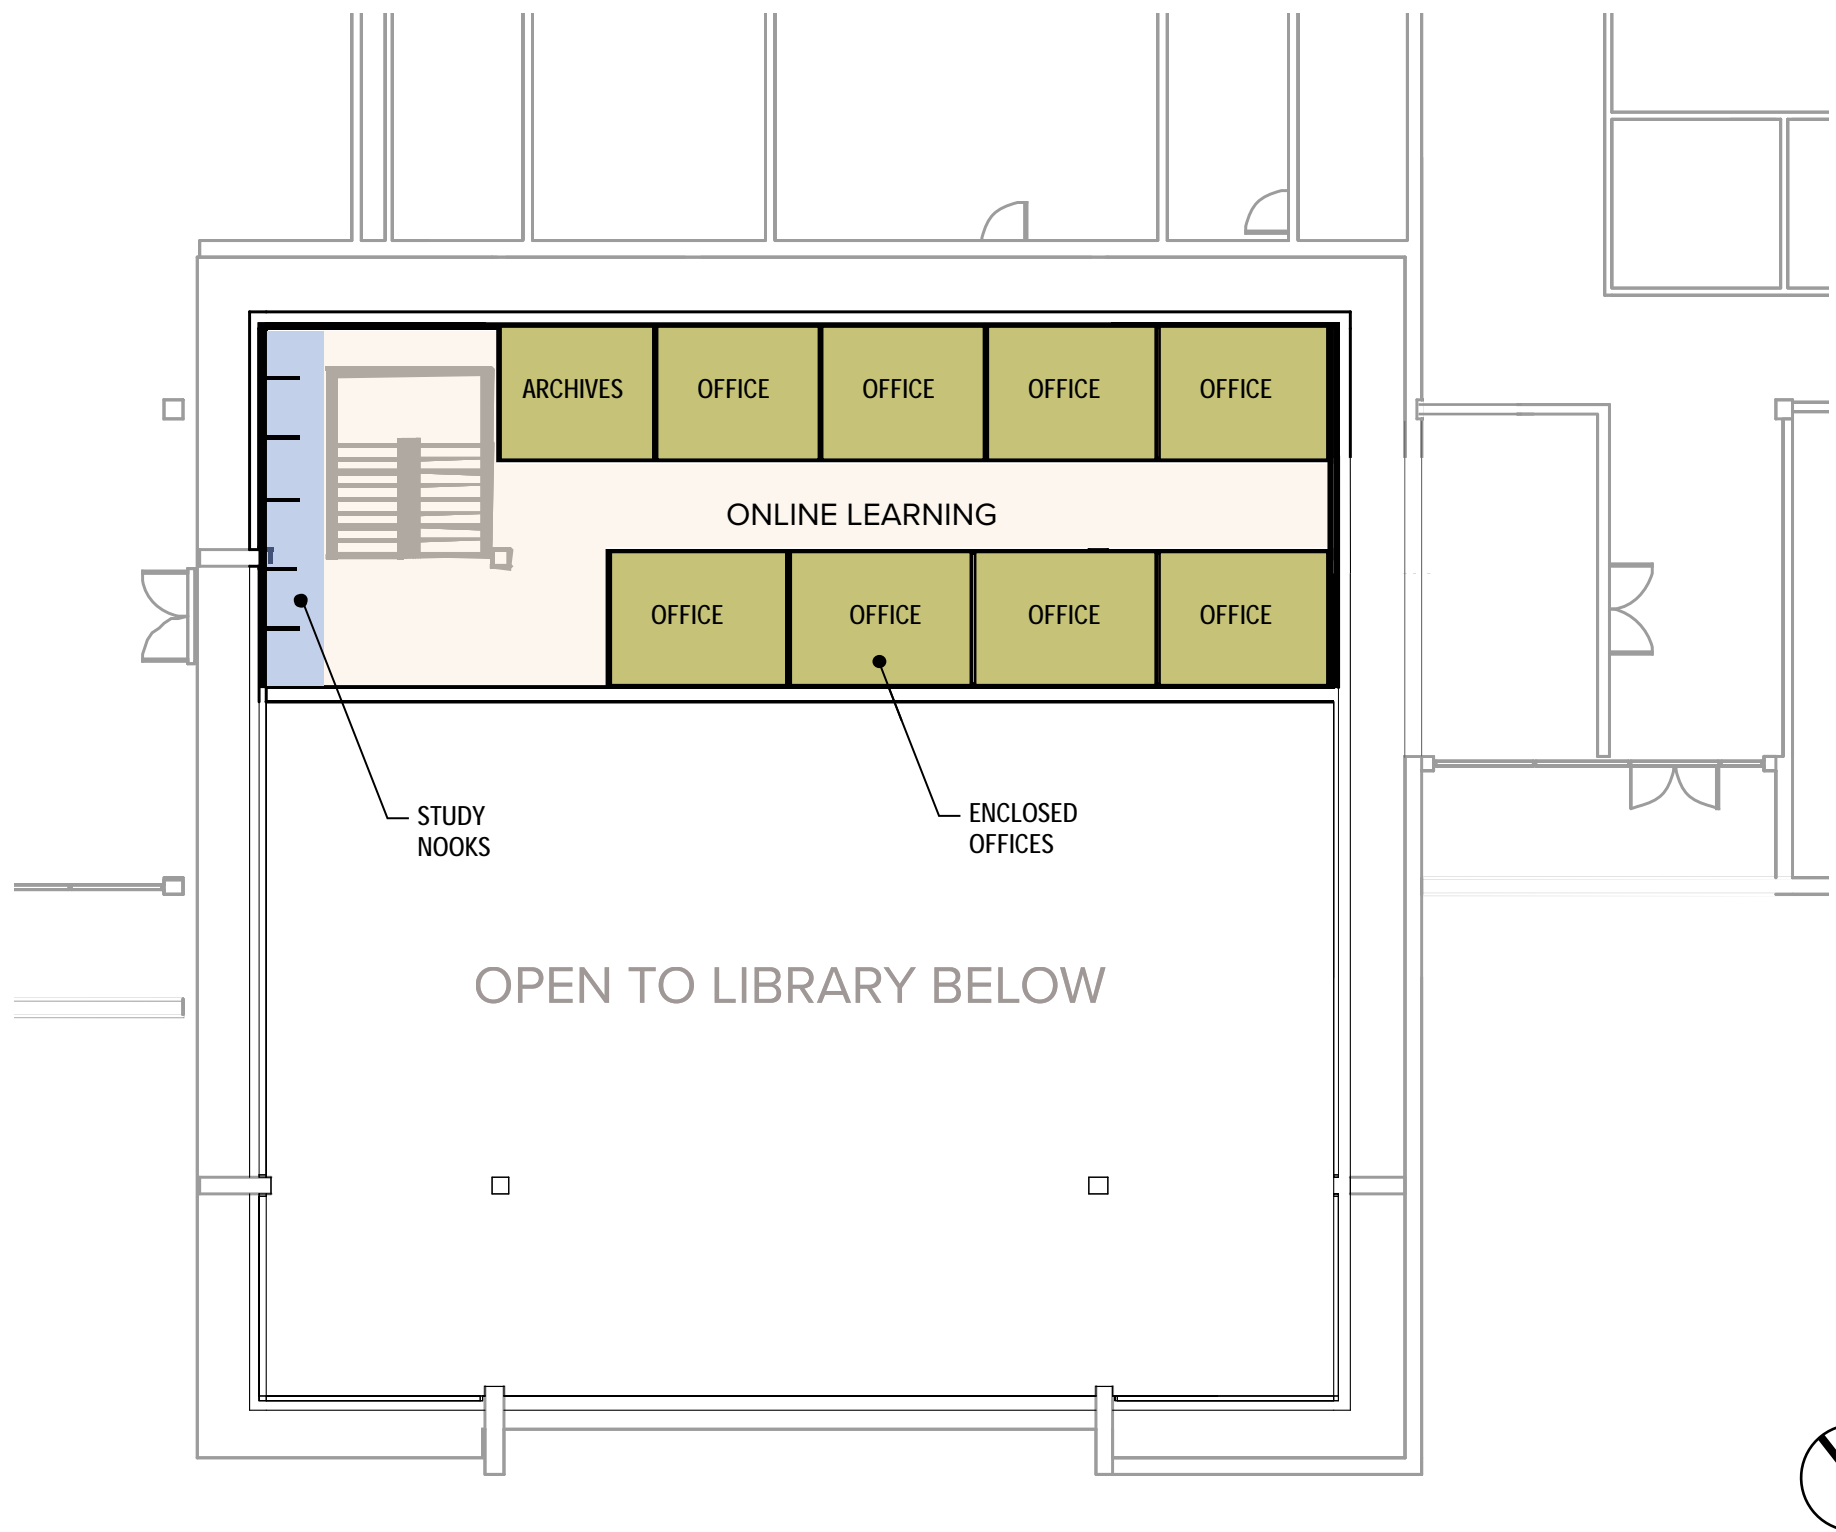 ARCHIVES
OFFICE
OFFICE
OFFICE
OFFICE
ONLINE LEARNING
OFFICE
OFFICE
OFFICE
OFFICE
STUDY
NOOKS
ENCLOSED
OFFICES
OPEN TO LIBRARY BELOW